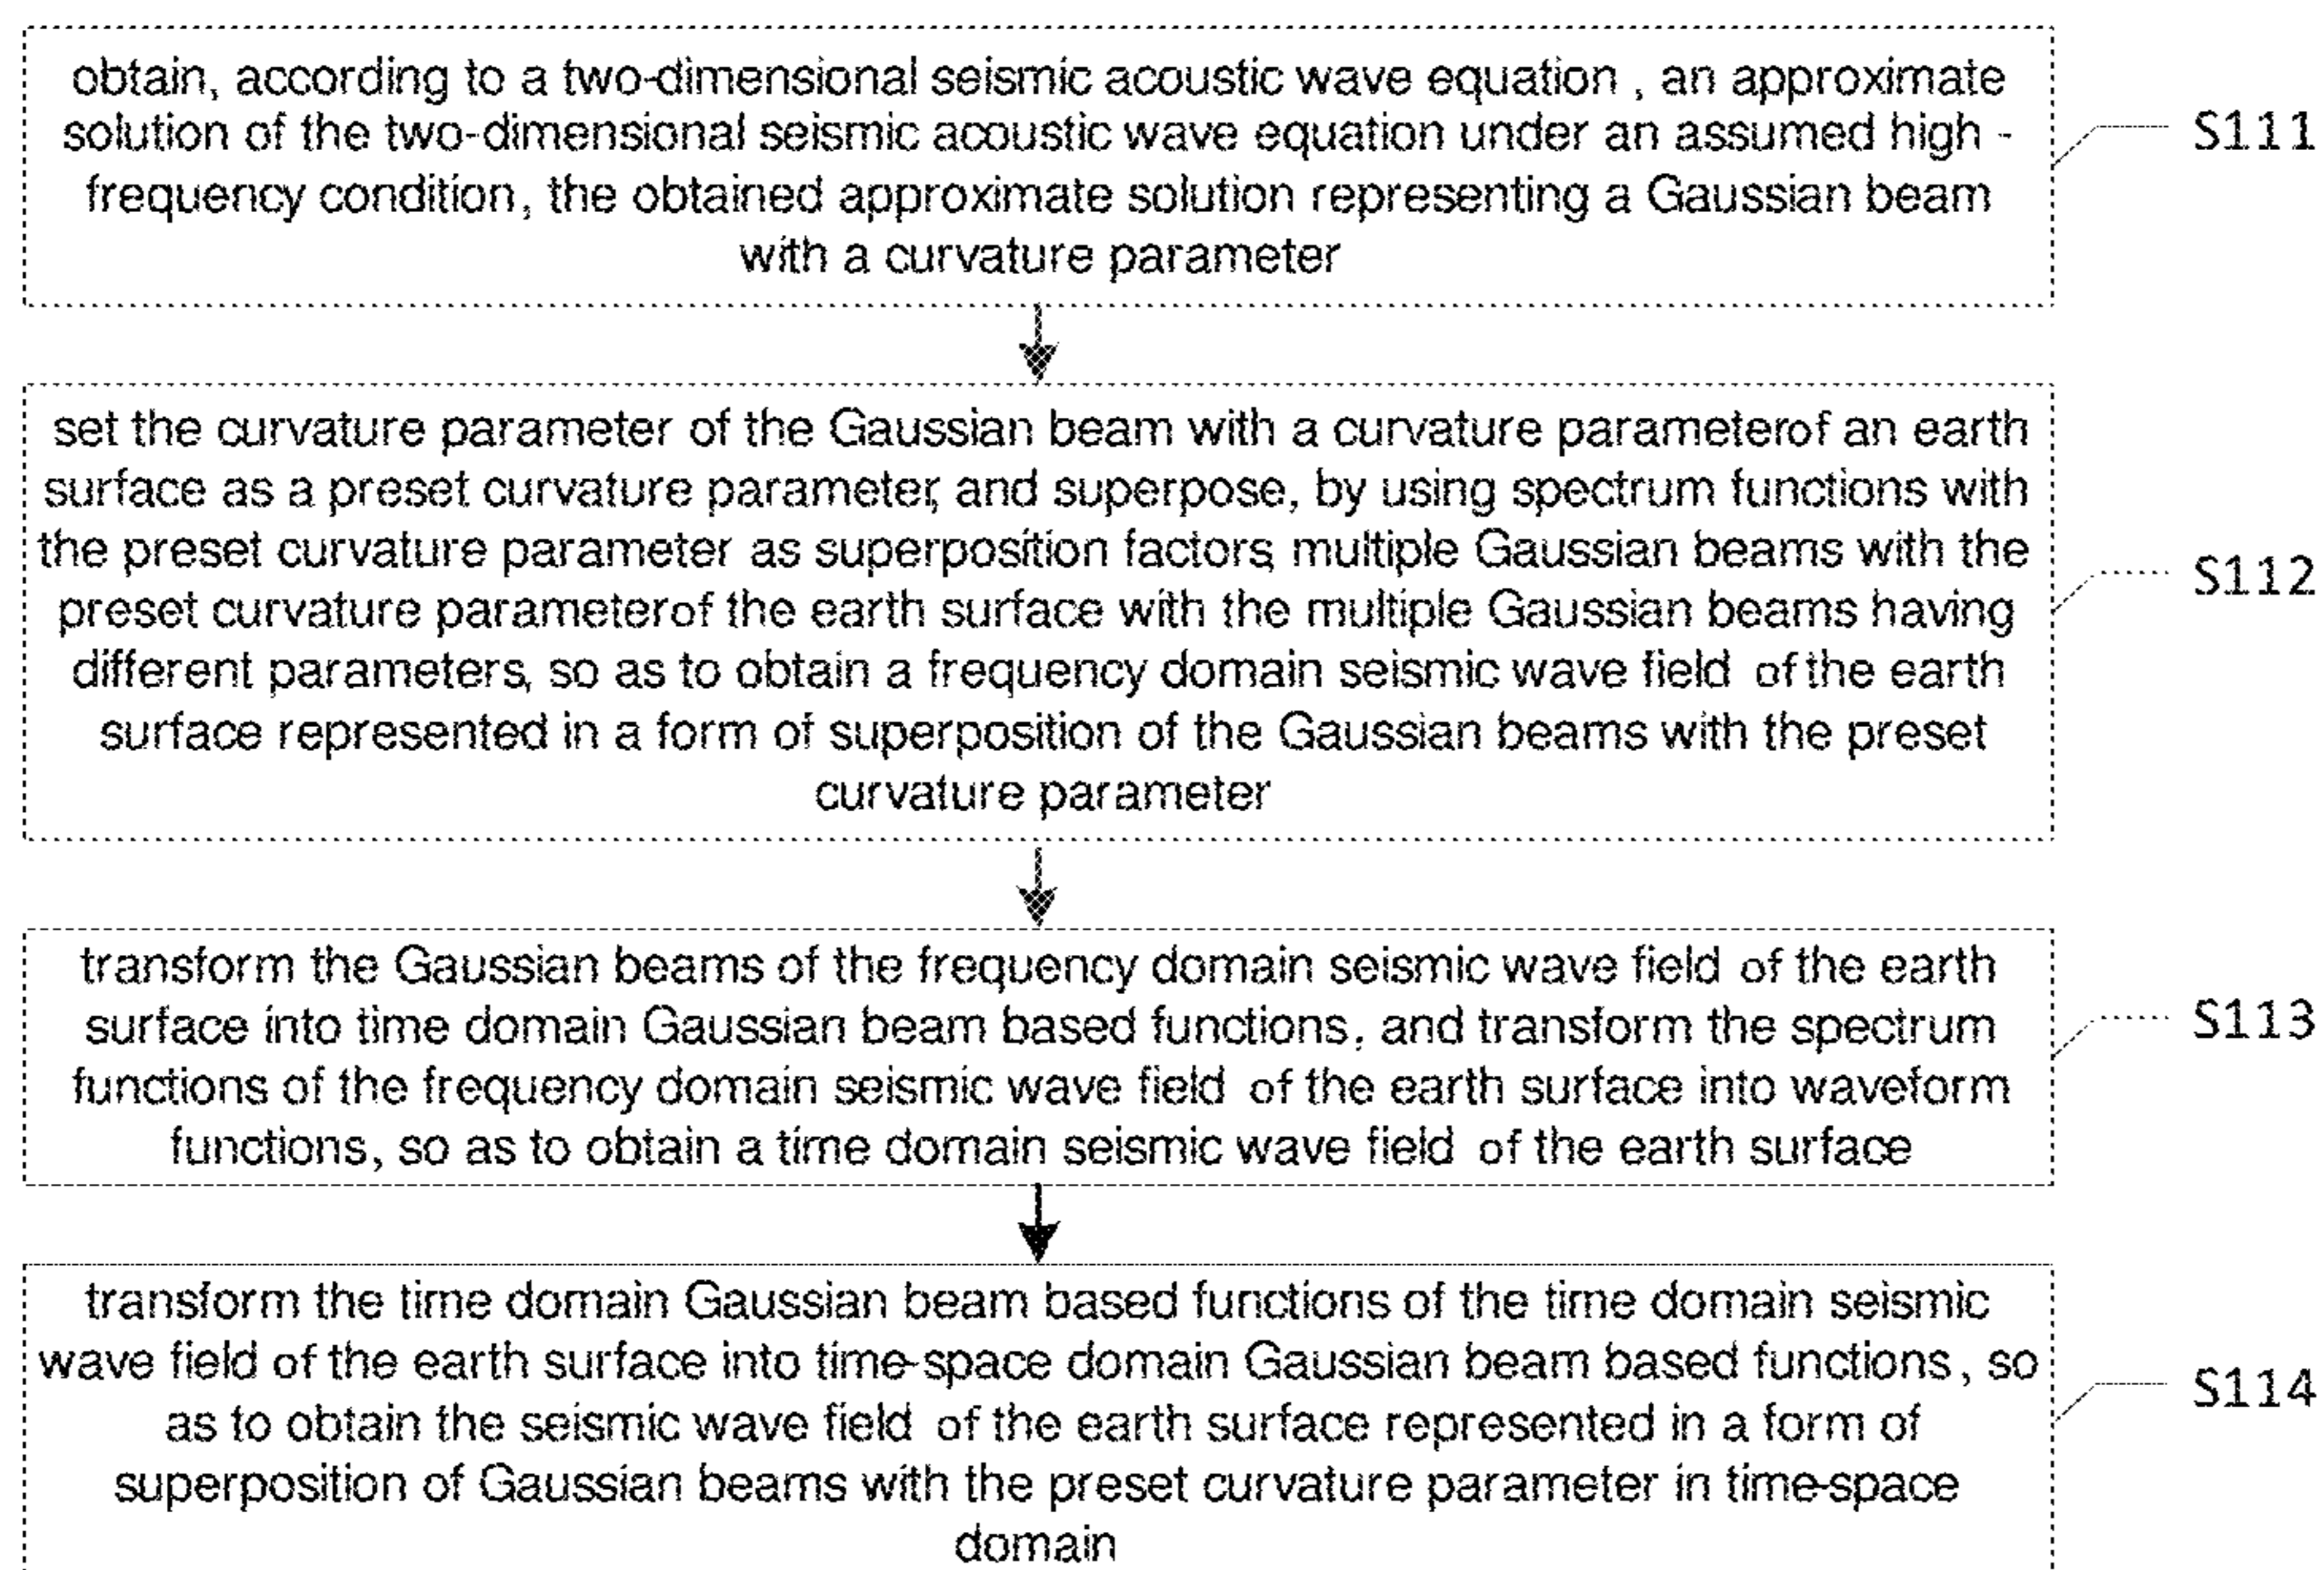 obtain, according to a two-dimensional seismic acoustic wave equation , an approximate
solution of the two-dimensional seismic acoustic wave equation under an assumed high -
frequency condition, the obtained approximate solution representing a Gaussian beam
with a curvature parameter
S111
set the curvature parameter of the Gaussian beam with a curvature parameterof an earth
surface as a preset curvature parameter, and superpose, by using spectrum functions with
the preset curvature parameter as superposition factors, multiple Gaussian beams with the
preset curvature parameterof the earth surface with the multiple Gaussian beams having
different parameters, so as to obtain a frequency domain seismic wave field of the earth
surface represented in a form of superposition of the Gaussian beams with the preset
curvature parameter
S112
transform the Gaussian beams of the frequency domain seismic wave field of the earth
surface into time domain Gaussian beam based functions, and transform the spectrum
functions of the frequency domain seismic wave field of the earth surface into waveform
functions, so as to obtain a time domain seismic wave field of the earth surface
S113
transform the time domain Gaussian beam based functions of the time domain seismic
wave field of the earth surface into time-space domain Gaussian beam based functions, so
as to obtain the seismic wave field of the earth surface represented in a form of
superposition of Gaussian beams with the preset curvature parameter in time-space
domain
S114